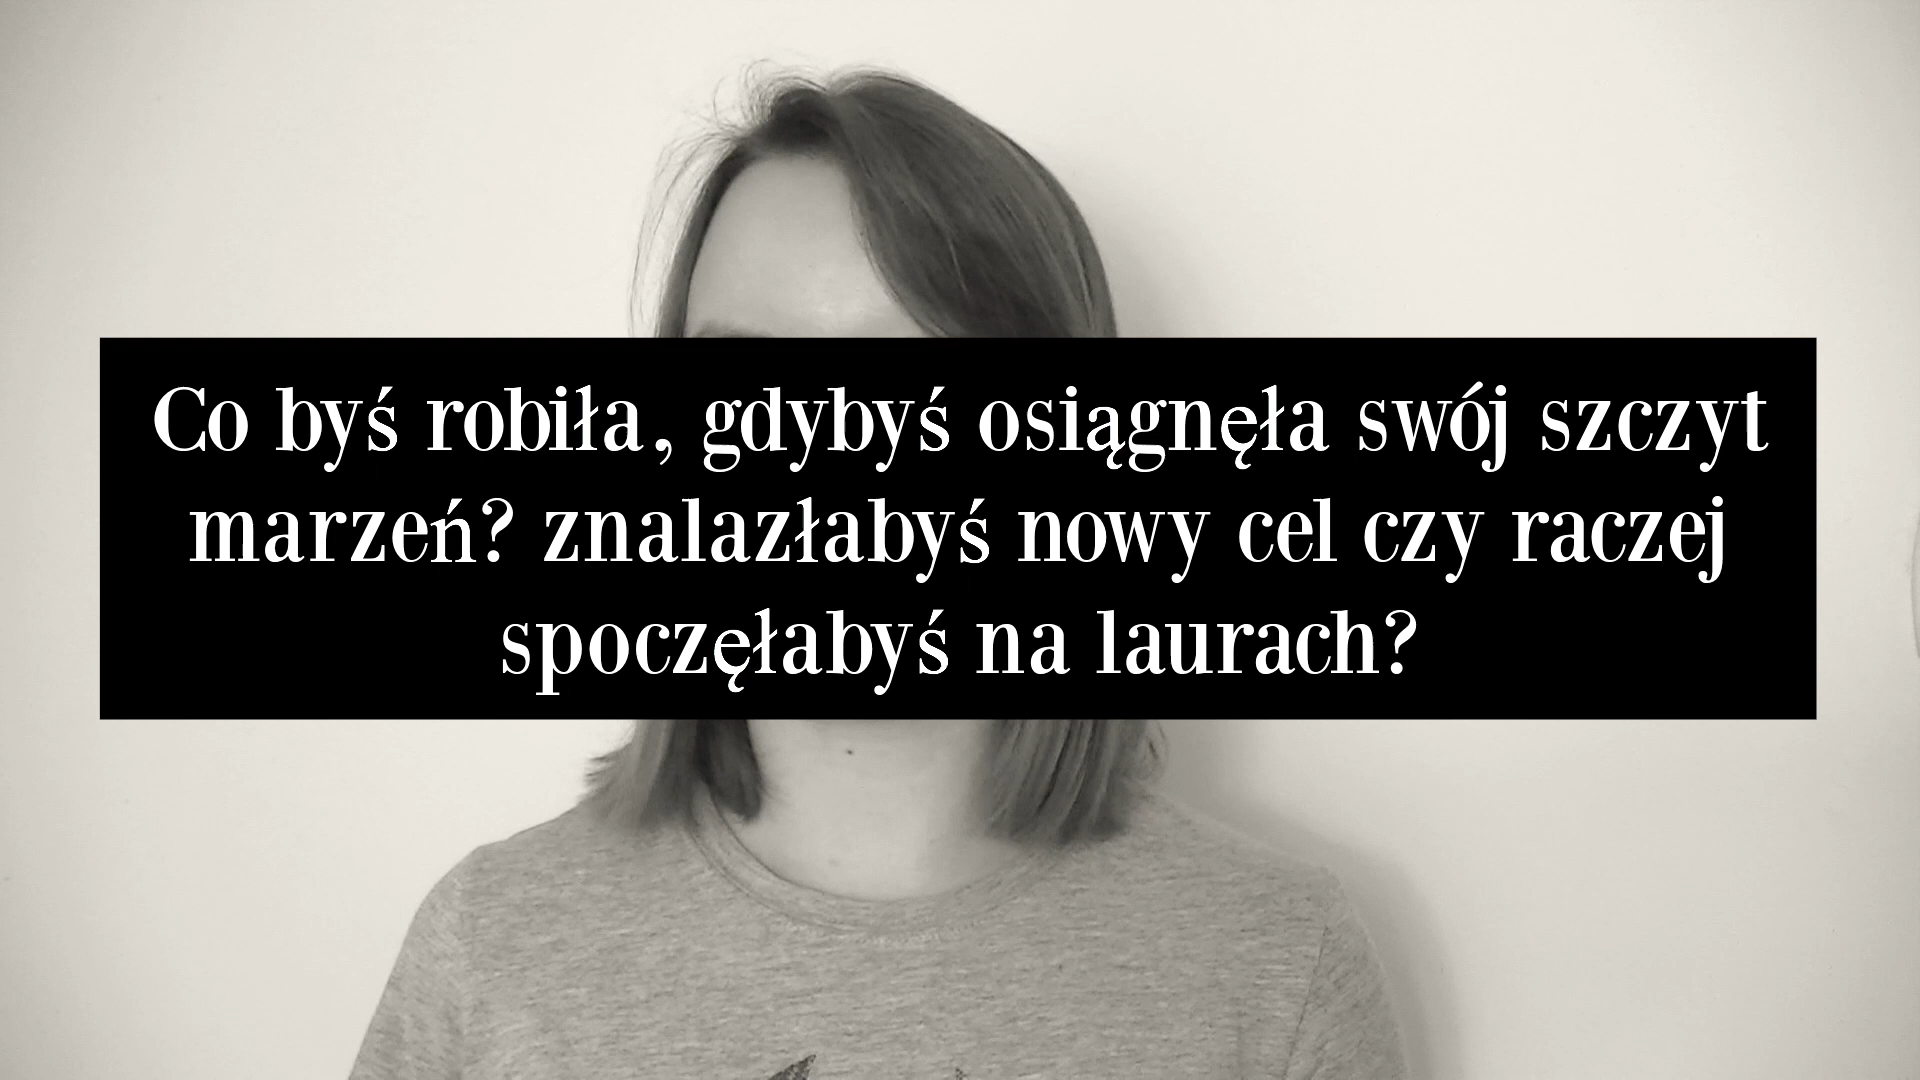 Co byś robiła, gdybyś osiągnęła swój szczyt
marzeń? znalazłabyś nowy cel czy raczej
spoczęłabyś na laurach?